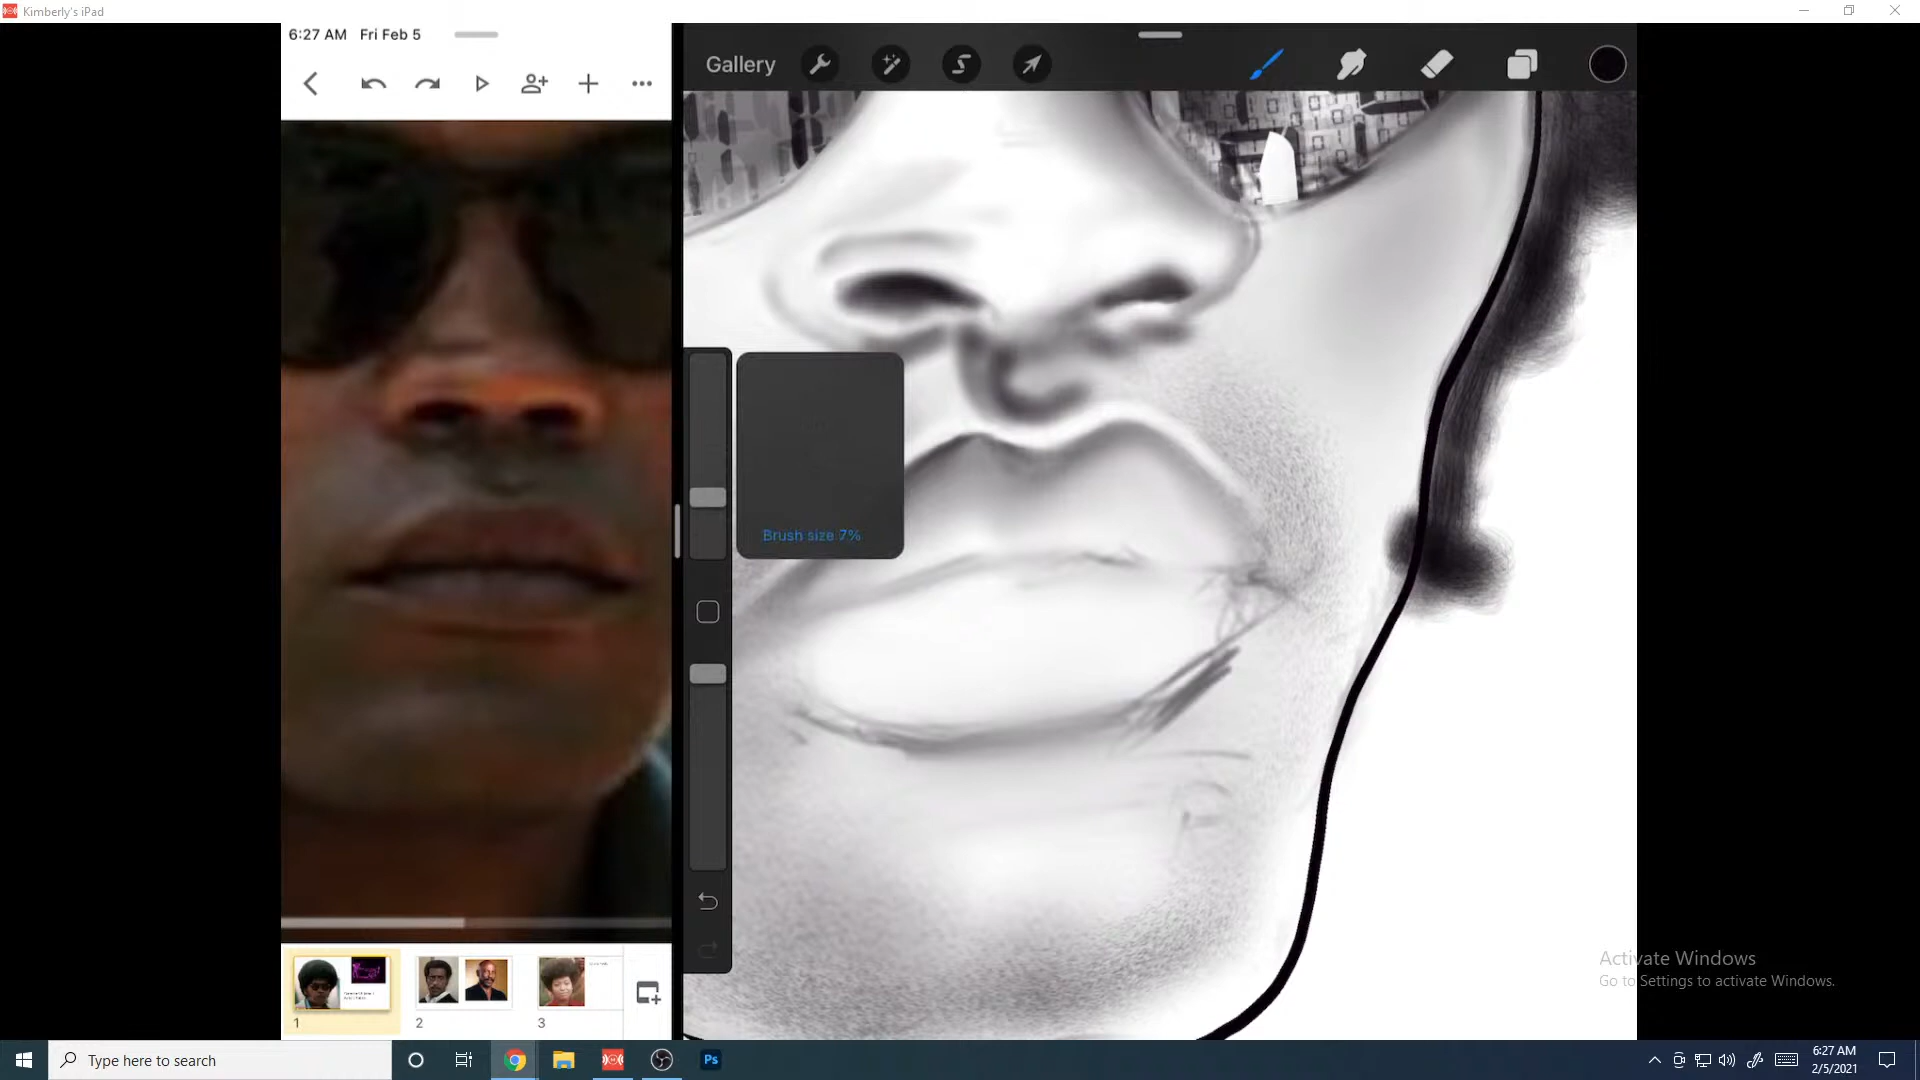 Kimberly's iPad
6:27 AM Fri Feb 5
Gallery
Brush size 7%
1
2
3
Activate Windows
Go to Settings to activate Windows.
Type here to search
Ps
6:27 AM
2/5/2021